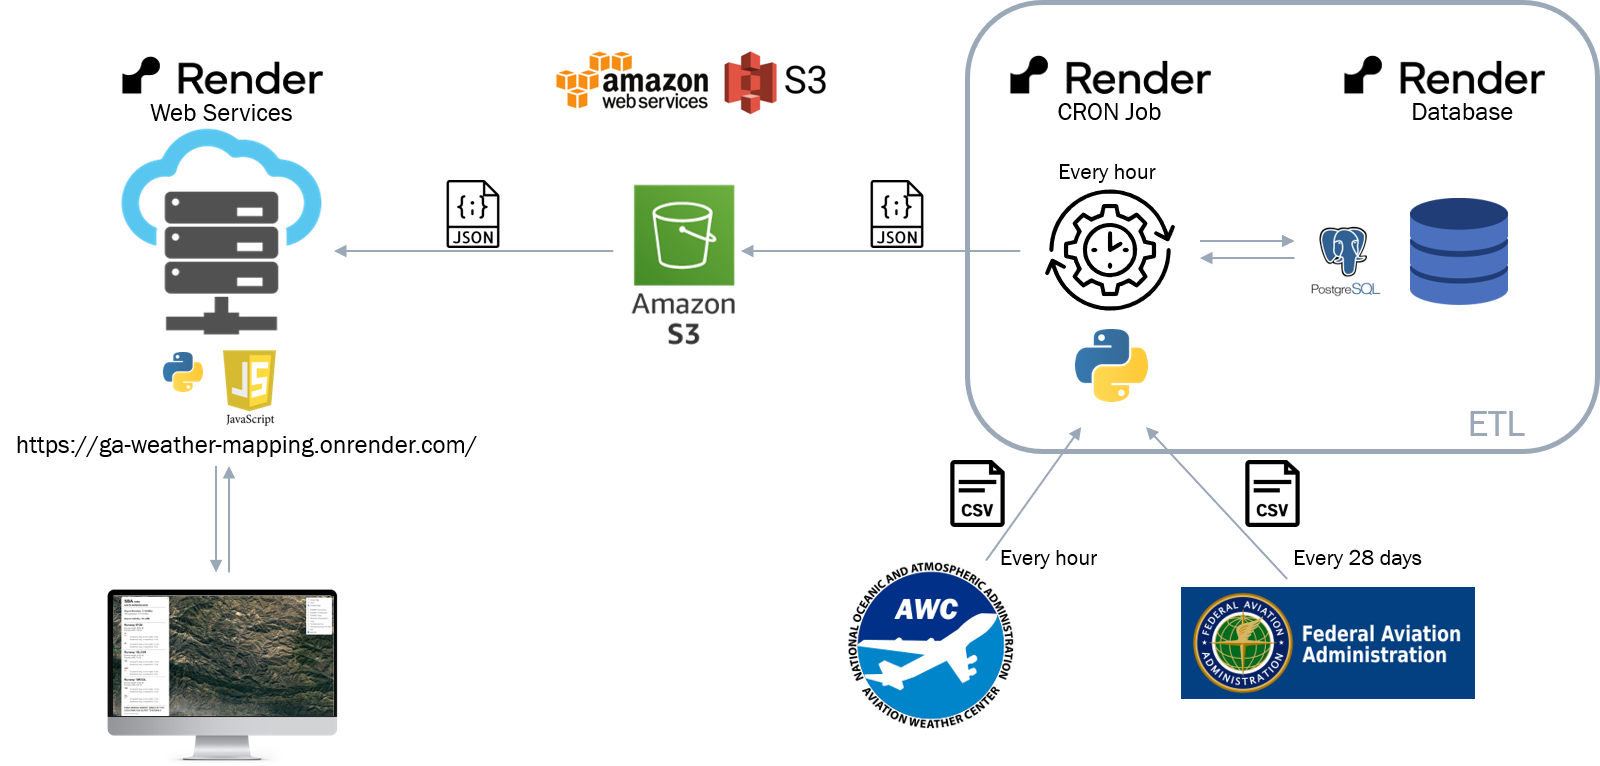 Render
Web Services
amazon
web services
S3
Render
CRON Job
Render
Database
Every hour
{;}
JSON
{;}
JSON
Amazon
S3
PostgreSQL
JS
JavaScript
https://ga-weather-mapping.onrender.com/
ETL
CSV
CSV
Every hour
Every 28 days
NATIONAL OCEANIC AND ATMOSPHERIC ADMINISTRATION
AWC
AVIATION WEATHER CENTER
FEDERAL AVIATION
ADMINISTRATION
Federal Aviation
Administration